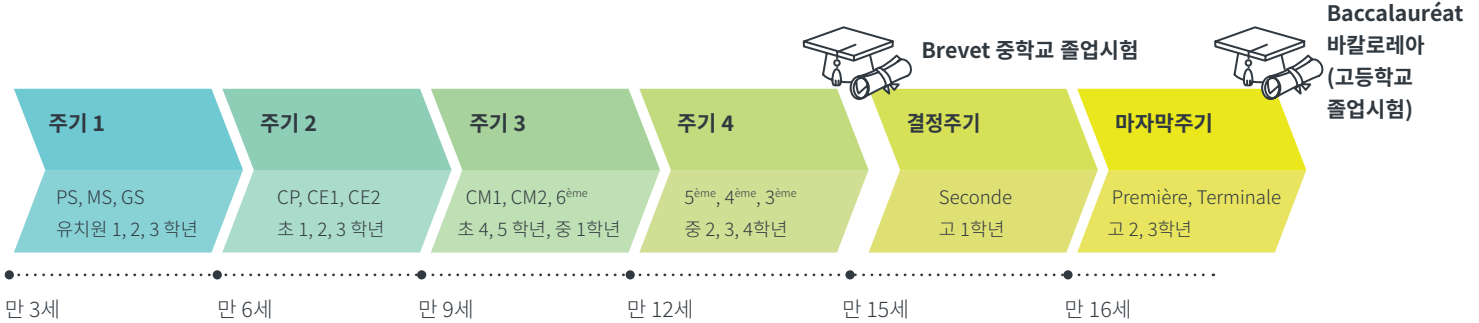 Brevet 중학교 졸업시험
Baccalauréat
바칼로레아
(고등학교
졸업시험)
주기 1
PS, MS, GS
유치원 1, 2, 3 학년
주기 2
CP, CE1, CE2
초 1, 2, 3 학년
주기 3
CM1, CM2, 6ème
초 4, 5 학년, 중 1학년
주기 4
5ème, 4ème, 3ème
중 2, 3, 4학년
결정주기
Seconde
고 1학년
마자막주기
Première, Terminale
고 2, 3학년
만 3세
만 6세
만 9세
만 12세
만 15세
만 16세